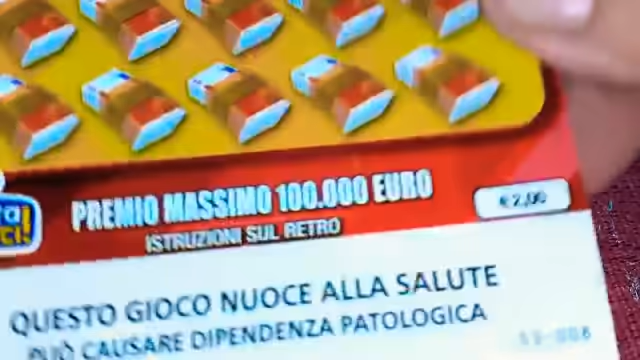 PREMIO MASSIMO 100.000 EURO
€2,00
ISTRUZIONI SUL RETRO
QUESTO GIOCO NUOCE ALLA SALUTE
PUÒ CAUSARE DIPENDENZA PATOLOGICA